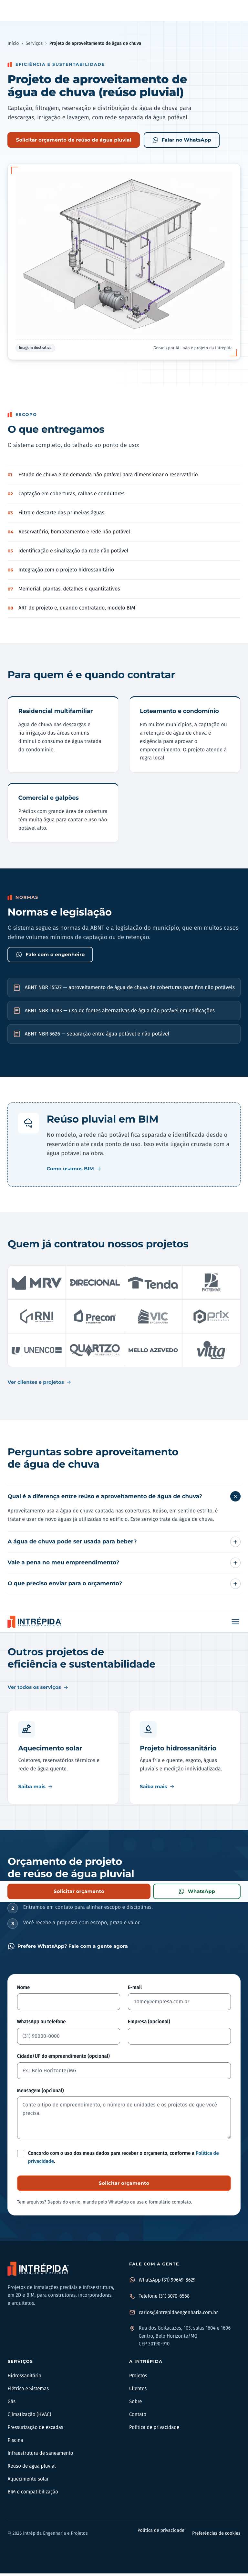 Início > Serviços > Projeto de aproveitamento de água de chuva
EFICIÊNCIA E SUSTENTABILIDADE
Projeto de aproveitamento de
água de chuva (reúso pluvial)
Captação, filtragem, reservação e distribuição da água de chuva para
descargas, irrigação e lavagem, com rede separada da água potável.
Solicitar orçamento de reúso de água pluvial
Falar no WhatsApp
Imagem ilustrativa
Gerada por IA · não é projeto da Intrépida
ESCOPO
O que entregamos
O sistema completo, do telhado ao ponto de uso:
01 Estudo de chuva e de demanda não potável para dimensionar o reservatório
02 Captação em coberturas, calhas e condutores
03 Filtro e descarte das primeiras águas
04 Reservatório, bombeamento e rede não potável
05 Identificação e sinalização da rede não potável
06 Integração com o projeto hidrossanitário
07 Memorial, plantas, detalhes e quantitativos
08 ART do projeto e, quando contratado, modelo BIM
Para quem é e quando contratar
Residencial multifamiliar
Água de chuva nas descargas e
na irrigação das áreas comuns
diminui o consumo de água tratada
do condomínio.
Loteamento e condomínio
Em muitos municípios, a captação ou
a retenção de água de chuva é
exigência para aprovar o
empreendimento. O projeto atende à
regra local.
Comercial e galpões
Prédios com grande área de cobertura
têm muita água para captar e uso não
potável alto.
NORMAS
Normas e legislação
O sistema segue as normas da ABNT e a legislação do município, que em muitos casos
define volumes mínimos de captação ou de retenção.
Fale com o engenheiro
ABNT NBR 15527 — aproveitamento de água de chuva de coberturas para fins não potáveis
ABNT NBR 16783 — uso de fontes alternativas de água não potável em edificações
ABNT NBR 5626 — separação entre água potável e não potável
Reúso pluvial em BIM
No modelo, a rede não potável fica separada e identificada desde o
reservatório até cada ponto de uso. Isso evita ligação cruzada com a
água potável na obra.
Como usamos BIM →
Quem já contratou nossos projetos
MRV
DIRECIONAL
Tenda
PATRIMAR
RNI
Precon
VIC
prix
UNENCO
QUARTZO
MELLO AZEVEDO
vitta
Ver clientes e projetos →
Perguntas sobre aproveitamento
de água de chuva
Qual é a diferença entre reúso e aproveitamento de água de chuva?
Aproveitamento usa a água de chuva captada nas coberturas. Reúso, em sentido estrito, é
tratar e usar de novo águas já utilizadas no edifício. Este serviço trata da água de chuva.
A água de chuva pode ser usada para beber?
Vale a pena no meu empreendimento?
O que preciso enviar para o orçamento?
INTRÉPIDA
Outros projetos de
eficiência e sustentabilidade
Ver todos os serviços →
Aquecimento solar
Coletores, reservatórios térmicos e
rede de água quente.
Saiba mais →
Projeto hidrossanitário
Água fria e quente, esgoto, águas
pluviais e medição individualizada.
Saiba mais →
Orçamento de projeto
de reúso de água pluvial
Solicitar orçamento
WhatsApp
2 Entramos em contato para alinhar escopo e disciplinas.
3 Você recebe a proposta com escopo, prazo e valor.
Prefere WhatsApp? Fale com a gente agora
Nome
E-mail
nome@empresa.com.br
WhatsApp ou telefone
(31) 90000-0000
Empresa (opcional)
Cidade/UF do empreendimento (opcional)
Ex.: Belo Horizonte/MG
Mensagem (opcional)
Conte o tipo de empreendimento, o número de unidades e os projetos de que você
precisa.
Concordo com o uso dos meus dados para receber o orçamento, conforme a Política de
privacidade.
Solicitar orçamento
Tem arquivos? Depois do envio, mande pelo WhatsApp ou use o formulário completo.
INTRÉPIDA
Projetos de instalações prediais e infraestrutura,
em 2D e BIM, para construtoras, incorporadoras
e arquitetos.
FALE COM A GENTE
WhatsApp (31) 99649-8629
Telefone (31) 3070-6568
carlos@intrepidaengenharia.com.br
Rua dos Goitacazes, 103, salas 1604 e 1606
Centro, Belo Horizonte/MG
CEP 30190-910
SERVIÇOS
Hidrossanitário
Elétrica e Sistemas
Gás
Climatização (HVAC)
Pressurização de escadas
Piscina
Infraestrutura de saneamento
Reúso de água pluvial
Aquecimento solar
BIM e compatibilização
A INTRÉPIDA
Projetos
Clientes
Sobre
Contato
Política de privacidade
© 2026 Intrépida Engenharia e Projetos
Política de privacidade
Preferências de cookies